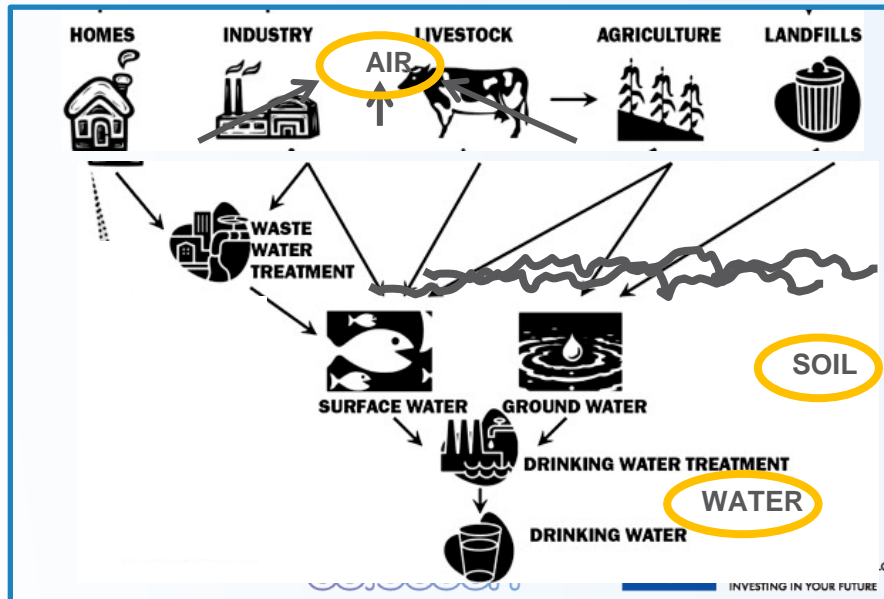 HOMES
INDUSTRY
LIVESTOCK
AGRICULTURE
LANDFILLS
AIR
WASTE
WATER
TREATMENT
SOIL
SURFACE WATER
GROUND WATER
DRINKING WATER TREATMENT
WATER
DRINKING WATER
INVESTING IN YOUR FUTURE